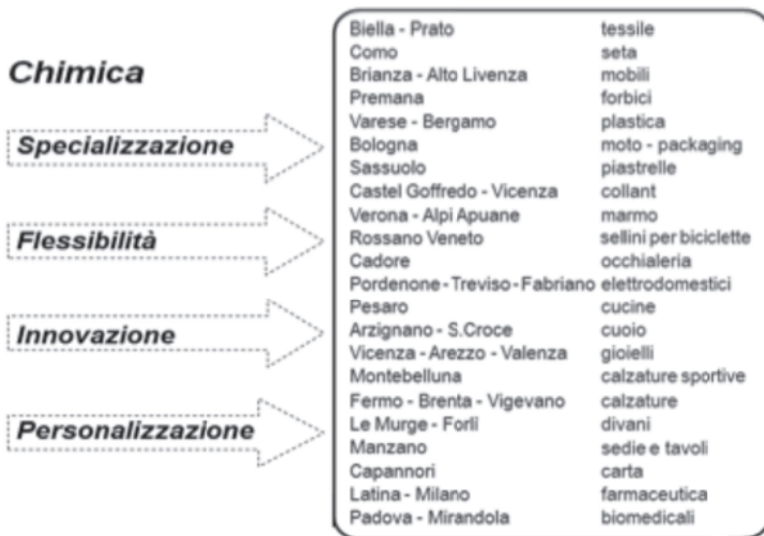 Chimica
Specializzazione
Flessibilità
Innovazione
Personalizzazione
Biella - Prato tessile
Como seta
Brianza - Alto Livenza mobili
Premana forbici
Varese - Bergamo plastica
Bologna moto - packaging
Sassuolo piastrelle
Castel Goffredo - Vicenza collant
Verona - Alpi Apuane marmo
Rossano Veneto sellini per biciclette
Cadore occhialeria
Pordenone - Treviso - Fabriano elettrodomestici
Pesaro cucine
Arzignano - S.Croce cuoio
Vicenza - Arezzo - Valenza gioielli
Montebelluna calzature sportive
Fermo - Brenta - Vigevano calzature
Le Murge - Forlì divani
Manzano sedie e tavoli
Capannori carta
Latina - Milano farmaceutica
Padova - Mirandola biomedicali